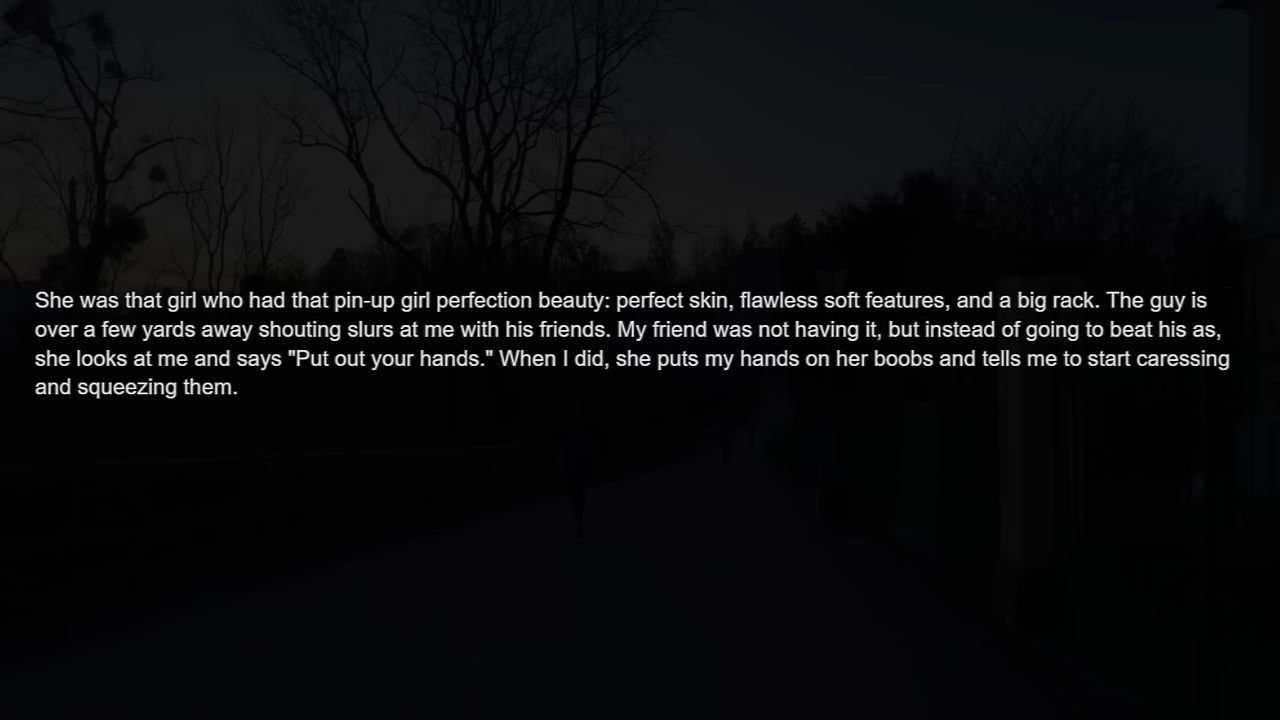 She was that girl who had that pin-up girl perfection beauty: perfect skin, flawless soft features, and a big rack. The guy is
over a few yards away shouting slurs at me with his friends. My friend was not having it, but instead of going to beat his as,
she looks at me and says "Put out your hands." When I did, she puts my hands on her boobs and tells me to start caressing
and squeezing them.